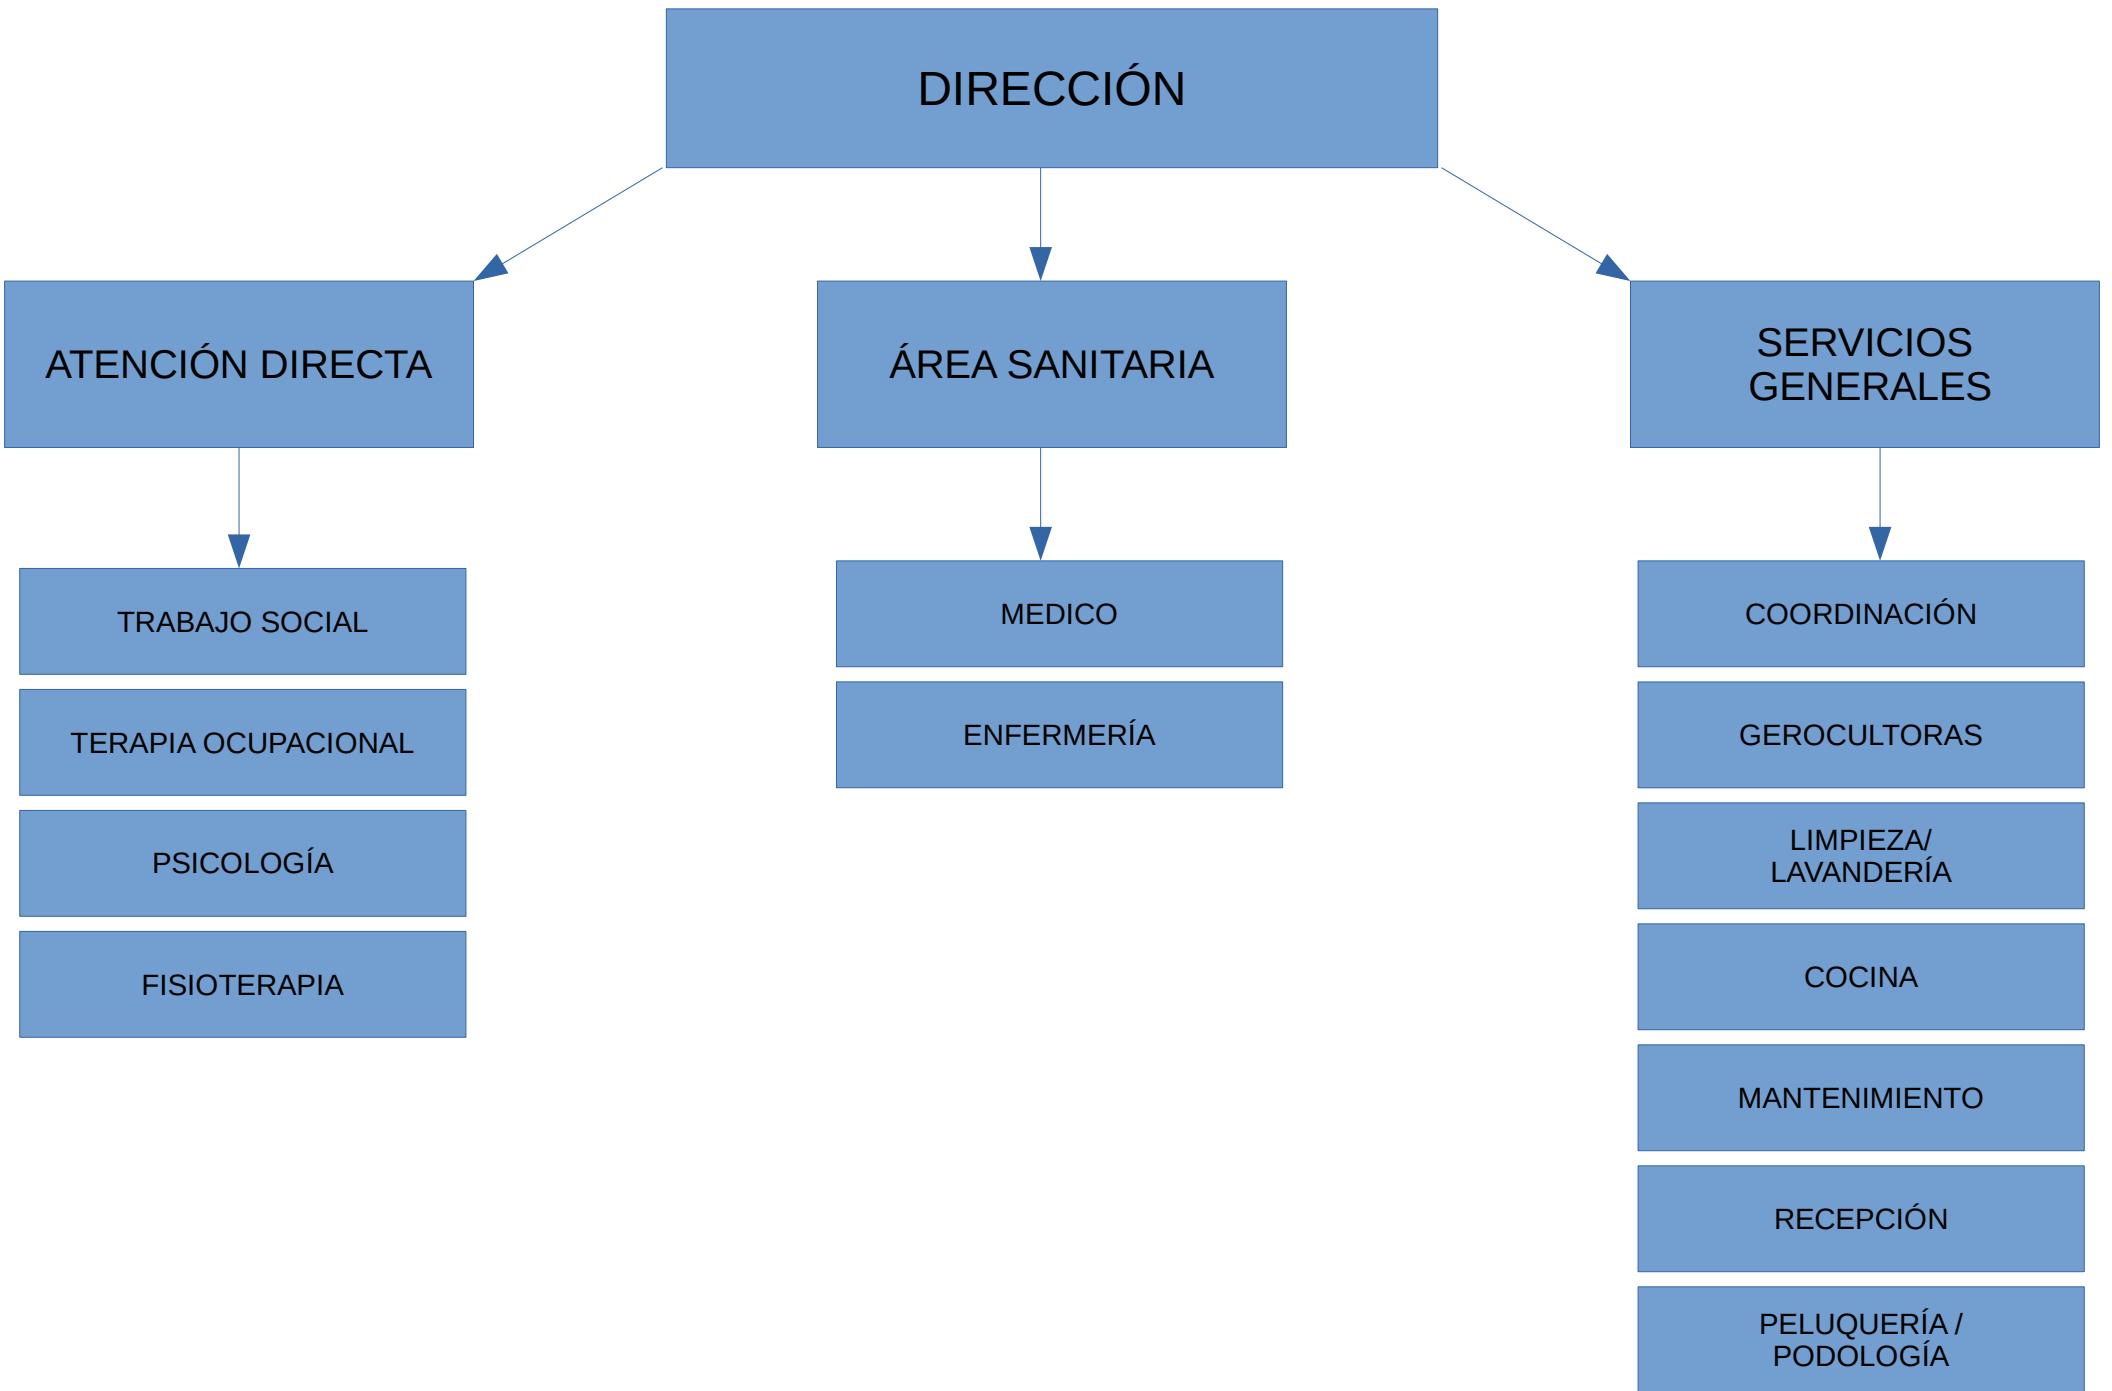 DIRECCIÓN
ATENCIÓN DIRECTA
ÁREA SANITARIA
SERVICIOS
GENERALES
TRABAJO SOCIAL
TERAPIA OCUPACIONAL
PSICOLOGÍA
FISIOTERAPIA
MEDICO
ENFERMERÍA
COORDINACIÓN
GEROCULTORAS
LIMPIEZA/
LAVANDERÍA
COCINA
MANTENIMIENTO
RECEPCIÓN
PELUQUERÍA /
PODOLOGÍA